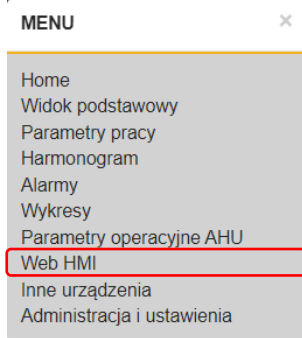 MENU ×
Home
Widok podstawowy
Parametry pracy
Harmonogram
Alarmy
Wykresy
Parametry operacyjne AHU
Web HMI
Inne urządzenia
Administracja i ustawienia